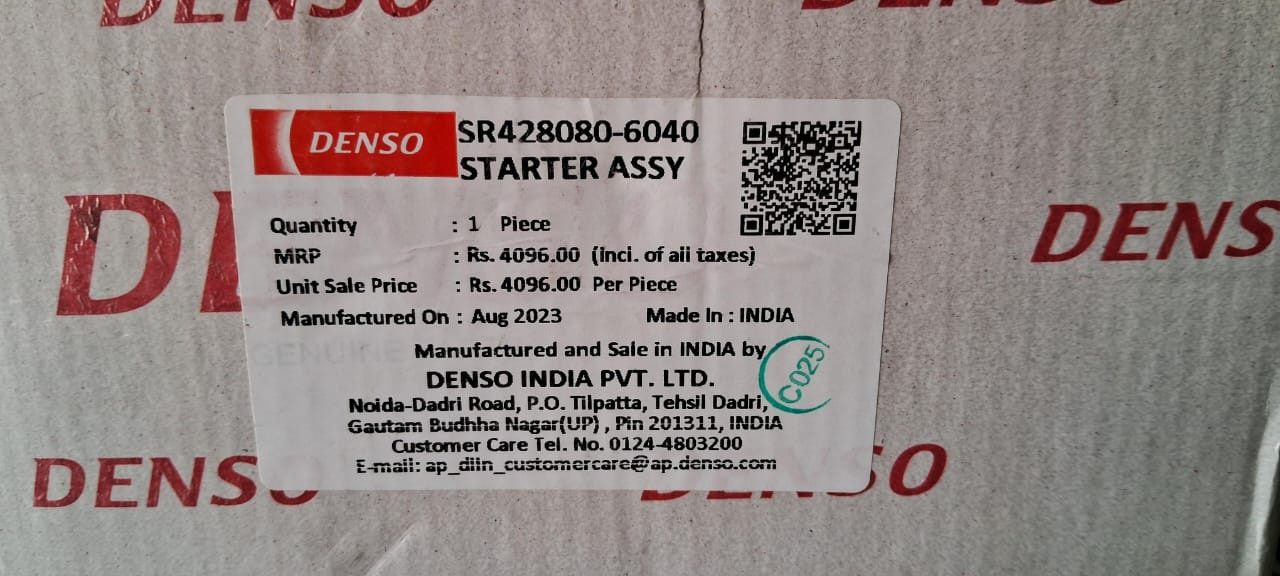 DENSO
DENSO
DENSO
SR428080-6040
STARTER ASSY
Quantity : 1 Piece
MRP : Rs. 4096.00 (Incl. of all taxes)
Unit Sale Price : Rs. 4096.00 Per Piece
Manufactured On : Aug 2023 Made In : INDIA
Manufactured and Sale in INDIA by
DENSO INDIA PVT. LTD.
Noida-Dadri Road, P.O. Tilpatta, Tehsil Dadri,
Gautam Budhha Nagar(UP) , Pin 201311, INDIA
Customer Care Tel. No. 0124-4803200
E-mail: ap_diin_customercare@ap.denso.com
C025
DENS
GENUINE
DENSO
DENSO